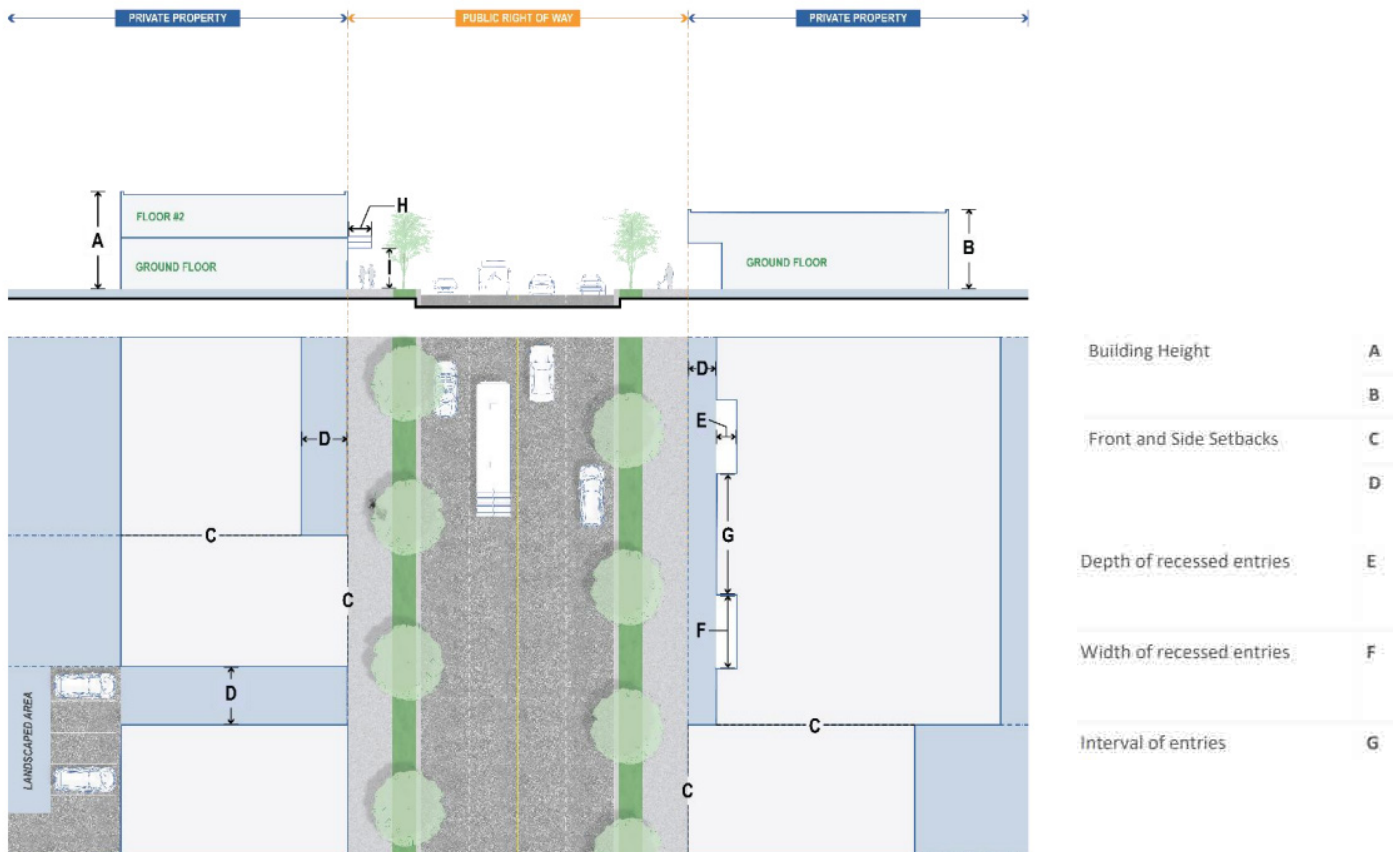 PRIVATE PROPERTY PUBLIC RIGHT OF WAY PRIVATE PROPERTY
H
FLOOR #2
A
B
I
GROUND FLOOR
GROUND FLOOR
D
E
D
G
C
C
F
D
C
LANDSCAPED AREA
C
Building Height A
B
Front and Side Setbacks C
D
Depth of recessed entries E
Width of recessed entries F
Interval of entries G